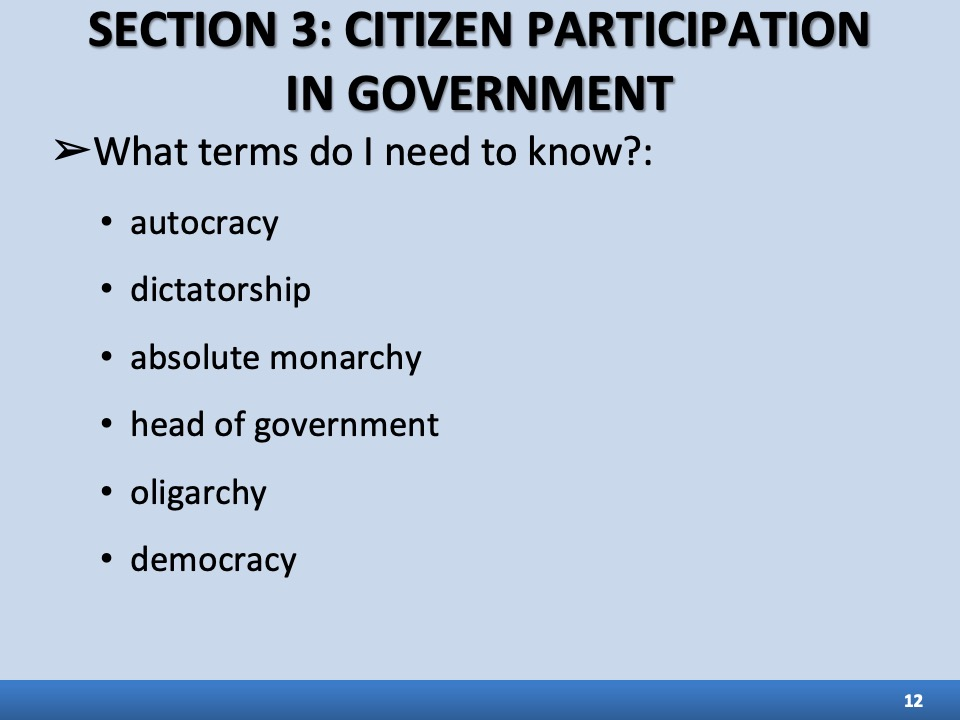 SECTION 3: CITIZEN PARTICIPATION
IN GOVERNMENT
➢What terms do I need to know?:
• autocracy
• dictatorship
• absolute monarchy
• head of government
• oligarchy
• democracy
12